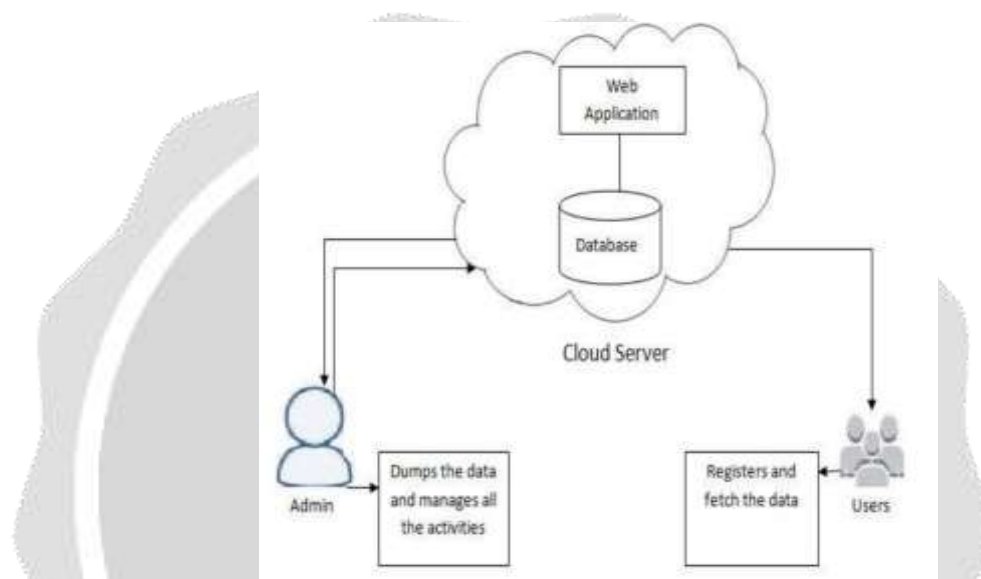 Web
Application
Database
Cloud Server
Admin
Dumps the data
and manages all
the activities
Registers and
fetch the data
Users